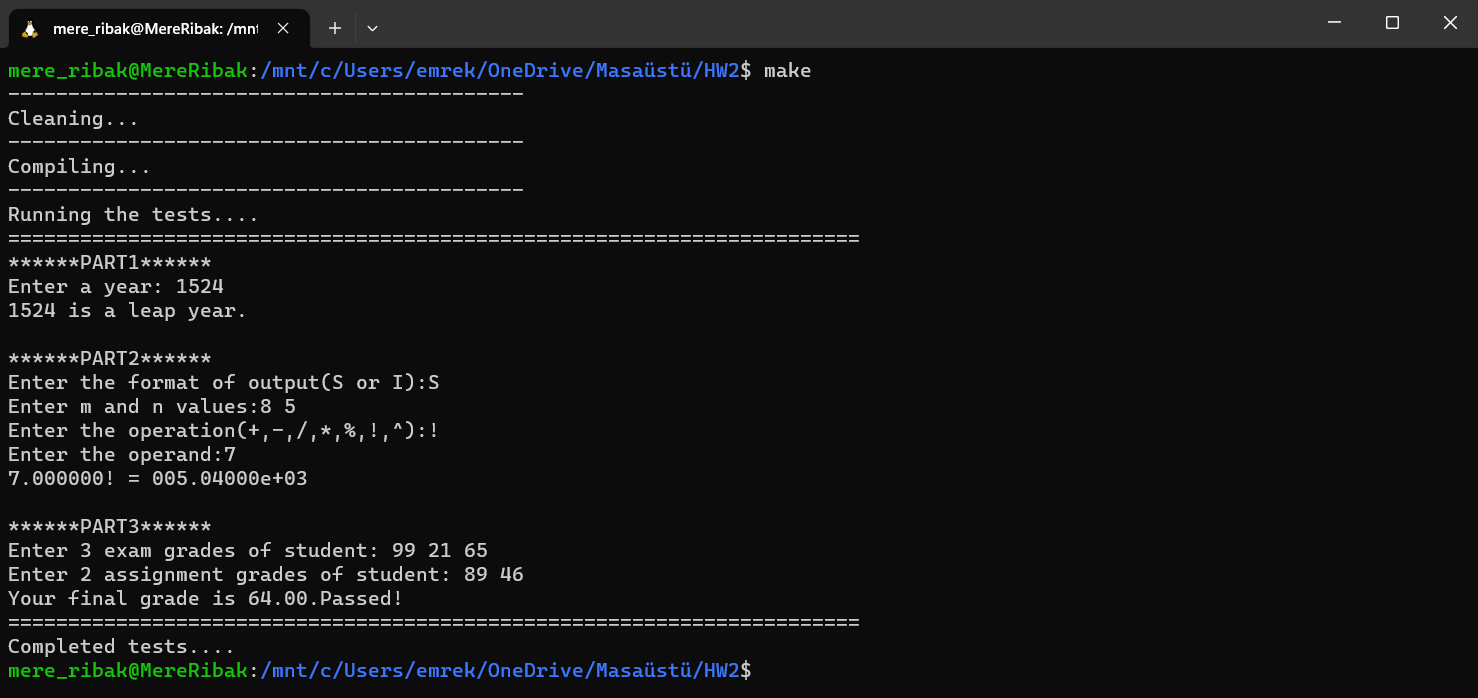 mere_ribak@MereRibak: /mnt
mere_ribak@MereRibak:/mnt/c/Users/emrek/OneDrive/Masaüstü/HW2$ make
-------------------------------------------
Cleaning...
-------------------------------------------
Compiling...
-------------------------------------------
Running the tests....
=======================================================================
******PART1******
Enter a year: 1524
1524 is a leap year.
******PART2******
Enter the format of output(S or I):S
Enter m and n values:8 5
Enter the operation(+,-,/,*,%,!,^):!
Enter the operand:7
7.000000! = 005.04000e+03
******PART3******
Enter 3 exam grades of student: 99 21 65
Enter 2 assignment grades of student: 89 46
Your final grade is 64.00.Passed!
=======================================================================
Completed tests....
mere_ribak@MereRibak:/mnt/c/Users/emrek/OneDrive/Masaüstü/HW2$